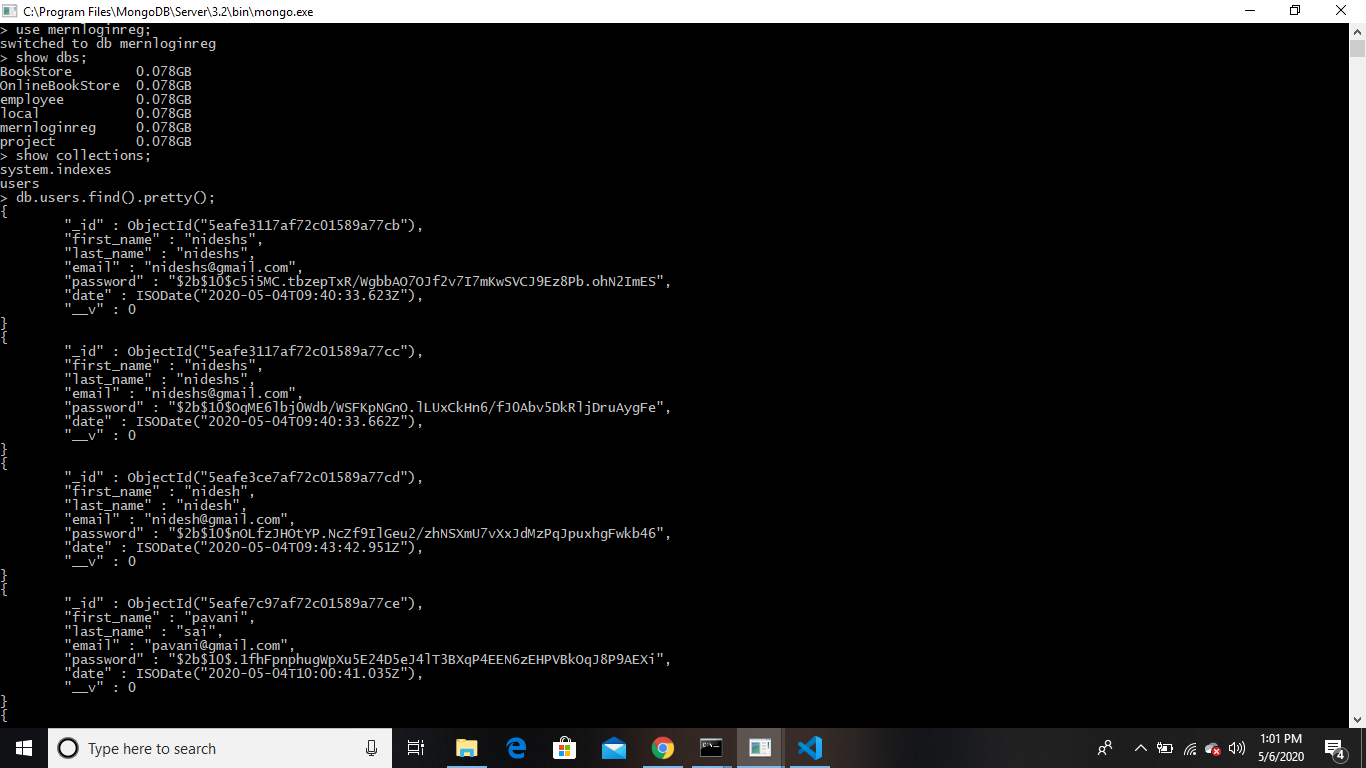 C:\Program Files\MongoDB\Server\3.2\bin\mongo.exe
> use mernloginreg;
switched to db mernloginreg
> show dbs;
BookStore 0.078GB
OnlineBookStore 0.078GB
employee 0.078GB
local 0.078GB
mernloginreg 0.078GB
project 0.078GB
> show collections;
system.indexes
users
> db.users.find().pretty();
{
"_id" : ObjectId("5eafe3117af72c01589a77cb"),
"first_name" : "nideshs",
"last_name" : "nideshs",
"email" : "nideshs@gmail.com",
"password" : "$2b$10$c5i5MC.tbzepTxR/WgbbAO7OJf2v7I7mKwSVCJ9Ez8Pb.ohN2ImES",
"date" : ISODate("2020-05-04T09:40:33.623Z"),
"__v" : 0
}
{
"_id" : ObjectId("5eafe3117af72c01589a77cc"),
"first_name" : "nideshs",
"last_name" : "nideshs",
"email" : "nideshs@gmail.com",
"password" : "$2b$10$OqME6lbjOWdb/WSFKpNGnO.lLUxCkHn6/fJOAbv5DkRljDruAygFe",
"date" : ISODate("2020-05-04T09:40:33.662Z"),
"__v" : 0
}
{
"_id" : ObjectId("5eafe3ce7af72c01589a77cd"),
"first_name" : "nidesh",
"last_name" : "nidesh",
"email" : "nidesh@gmail.com",
"password" : "$2b$10$nOLfzJHOtYP.NcZf9IlGeu2/zhNSXmU7vXxJdMzPqJpuxhgFwkb46",
"date" : ISODate("2020-05-04T09:43:42.951Z"),
"__v" : 0
}
{
"_id" : ObjectId("5eafe7c97af72c01589a77ce"),
"first_name" : "pavani",
"last_name" : "sai",
"email" : "pavani@gmail.com",
"password" : "$2b$10$.1fhFpnphugWpXu5E24D5eJ4lT3BXqP4EEN6zEHPVBkOqJ8P9AEXi",
"date" : ISODate("2020-05-04T10:00:41.035Z"),
"__v" : 0
}
{
Type here to search
1:01 PM
5/6/2020
4